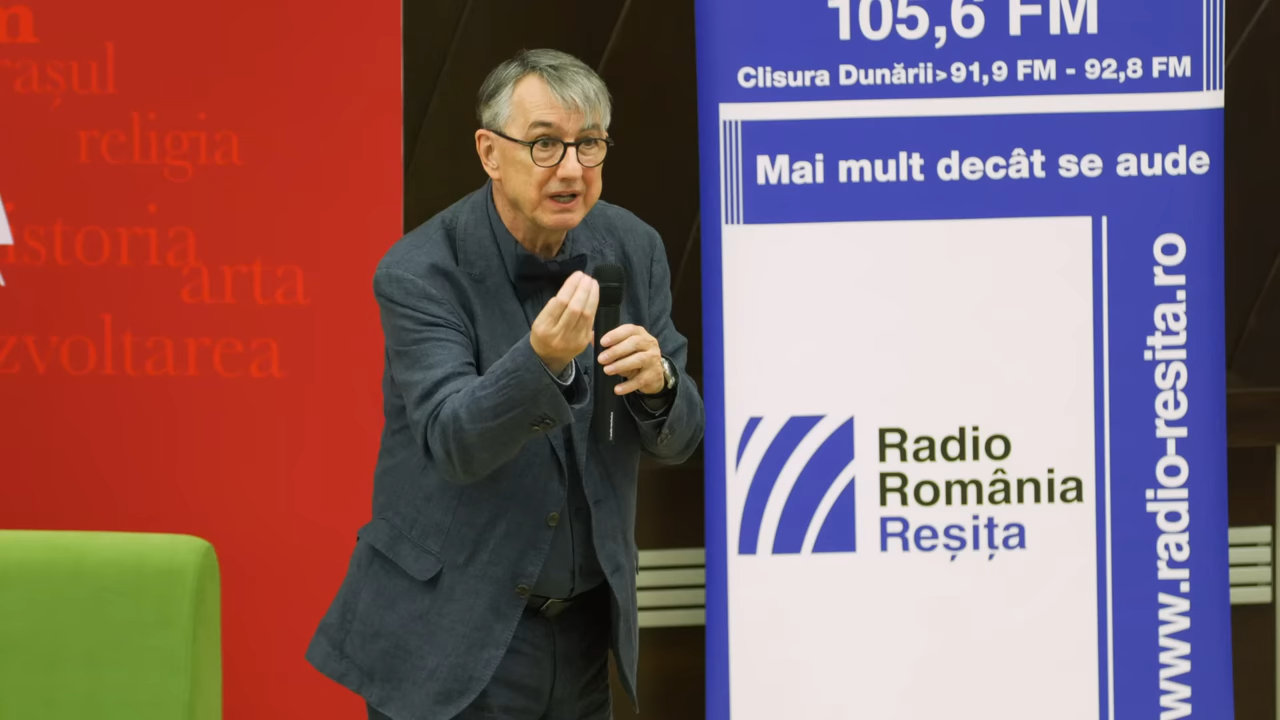 rașul
religia
istoria
arta
zvoltarea
105,6 FM
Clisura Dunării>91,9 FM - 92,8 FM
Mai mult decât se aude
Radio
România
Reșița
www.radio-resita.ro